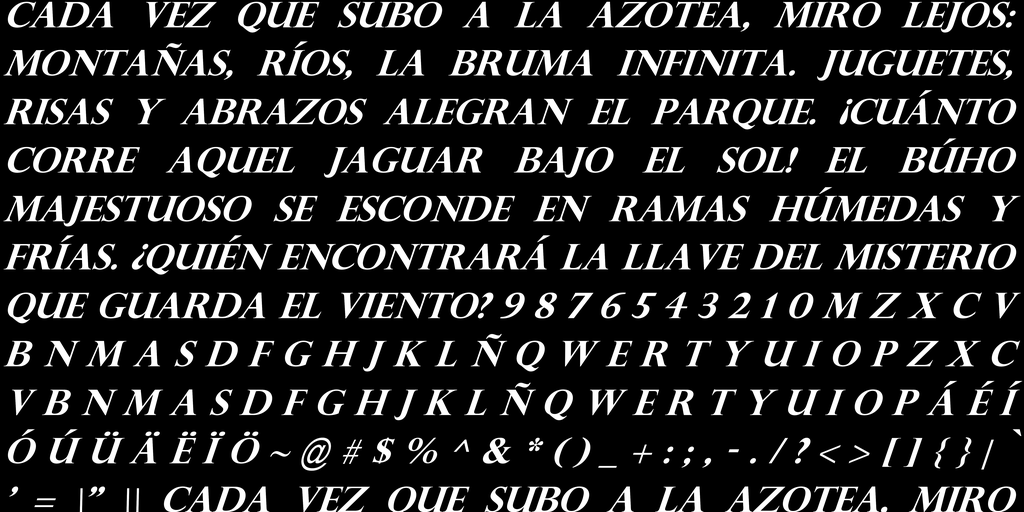 CADA VEZ QUE SUBO A LA AZOTEA, MIRO LEJOS:
MONTAÑAS, RÍOS, LA BRUMA INFINITA. JUGUETES,
RISAS Y ABRAZOS ALEGRAN EL PARQUE. ¡CUÁNTO
CORRE AQUEL JAGUAR BAJO EL SOL! EL BÚHO
MAJESTUOSO SE ESCONDE EN RAMAS HÚMEDAS Y
FRÍAS. ¿QUIÉN ENCONTRARÁ LA LLAVE DEL MISTERIO
QUE GUARDA EL VIENTO? 9 8 7 6 5 4 3 2 1 0 M Z X C V
B N M A S D F G H J K L Ñ Q W E R T Y U I O P Z X C
V B N M A S D F G H J K L Ñ Q W E R T Y U I O P Á É Í
Ó Ú Ü Ä Ë Ï Ö ~ @ # $ % ^ & * ( ) _ + : ; , - . / ? < > [ ] { } | `
' = |" || CADA VEZ QUE SUBO A LA AZOTEA, MIRO